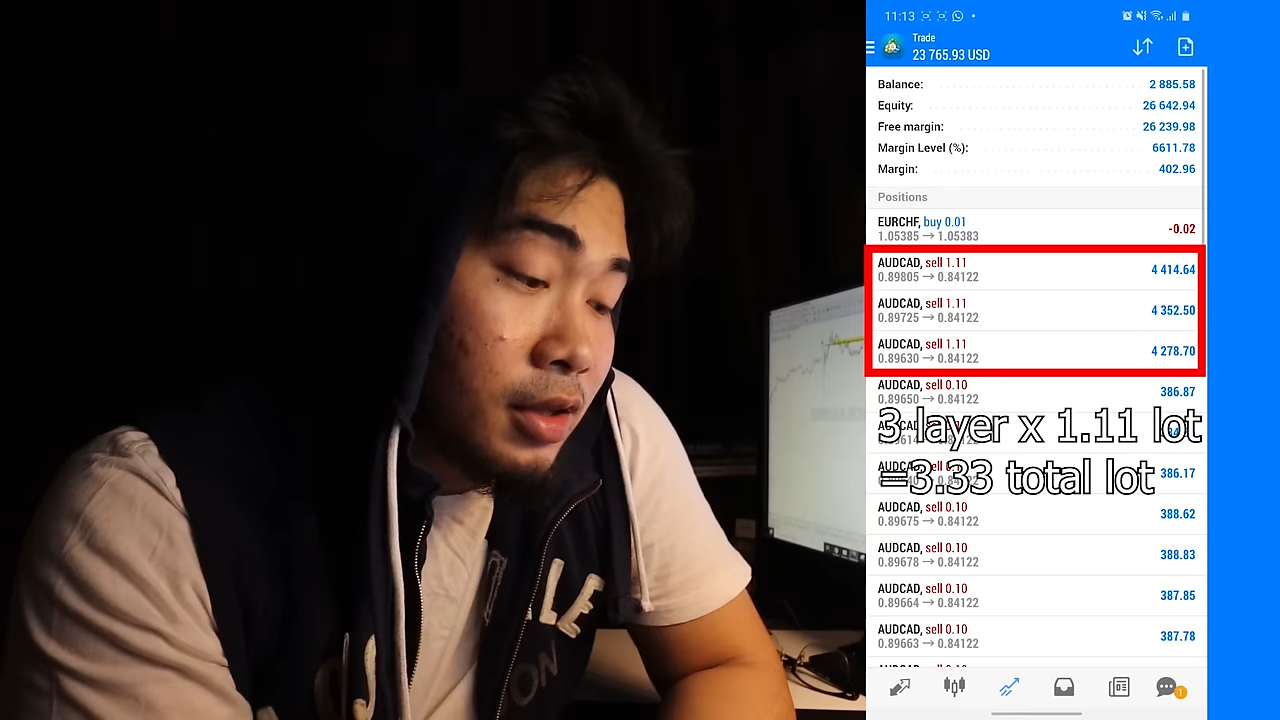 11:13
Trade
23 765.93 USD
Balance: 2 885.58
Equity: 26 642.94
Free margin: 26 239.98
Margin Level (%): 6611.78
Margin: 402.96
Positions
EURCHF, buy 0.01
1.05385 → 1.05383 -0.02
AUDCAD, sell 1.11
0.89805 → 0.84122 4 414.64
AUDCAD, sell 1.11
0.89725 → 0.84122 4 352.50
AUDCAD, sell 1.11
0.89630 → 0.84122 4 278.70
AUDCAD, sell 0.10
0.89650 → 0.84122 386.87
3 layer x 1.11 lot
=3.33 total lot
386.17
AUDCAD, sell 0.10
0.89675 → 0.84122 388.62
AUDCAD, sell 0.10
0.89678 → 0.84122 388.83
AUDCAD, sell 0.10
0.89664 → 0.84122 387.85
AUDCAD, sell 0.10
0.89663 → 0.84122 387.78
1
ALE
ON